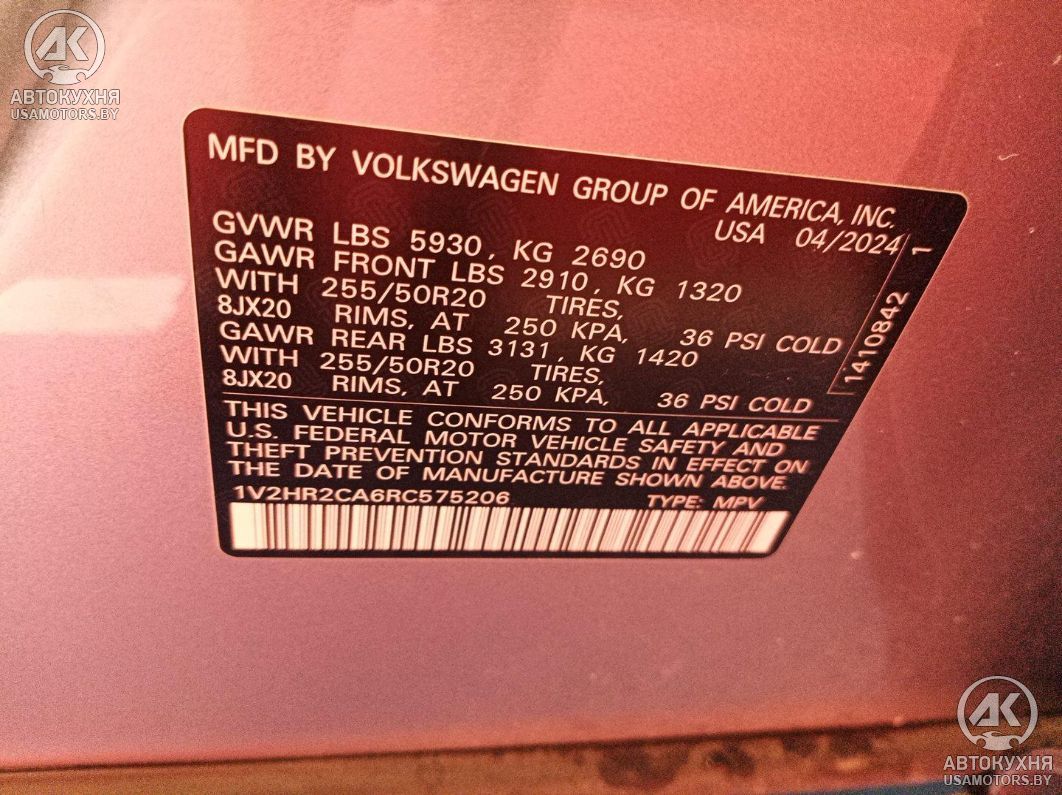 АК
АВТОКУХНЯ
USAMOTORS.BY
MFD BY VOLKSWAGEN GROUP OF AMERICA, INC.
USA 04/2024
GVWR LBS 5930, KG 2690
GAWR FRONT LBS 2910, KG 1320
WITH 255/50R20 TIRES,
8JX20 RIMS, AT 250 KPA, 36 PSI COLD
GAWR REAR LBS 3131, KG 1420
WITH 255/50R20 TIRES,
8JX20 RIMS, AT 250 KPA, 36 PSI COLD
1410842 1
THIS VEHICLE CONFORMS TO ALL APPLICABLE
U.S. FEDERAL MOTOR VEHICLE SAFETY AND
THEFT PREVENTION STANDARDS IN EFFECT ON
THE DATE OF MANUFACTURE SHOWN ABOVE.
1V2HR2CA6RC575206 TYPE: MPV
АК
АВТОКУХНЯ
USAMOTORS.BY